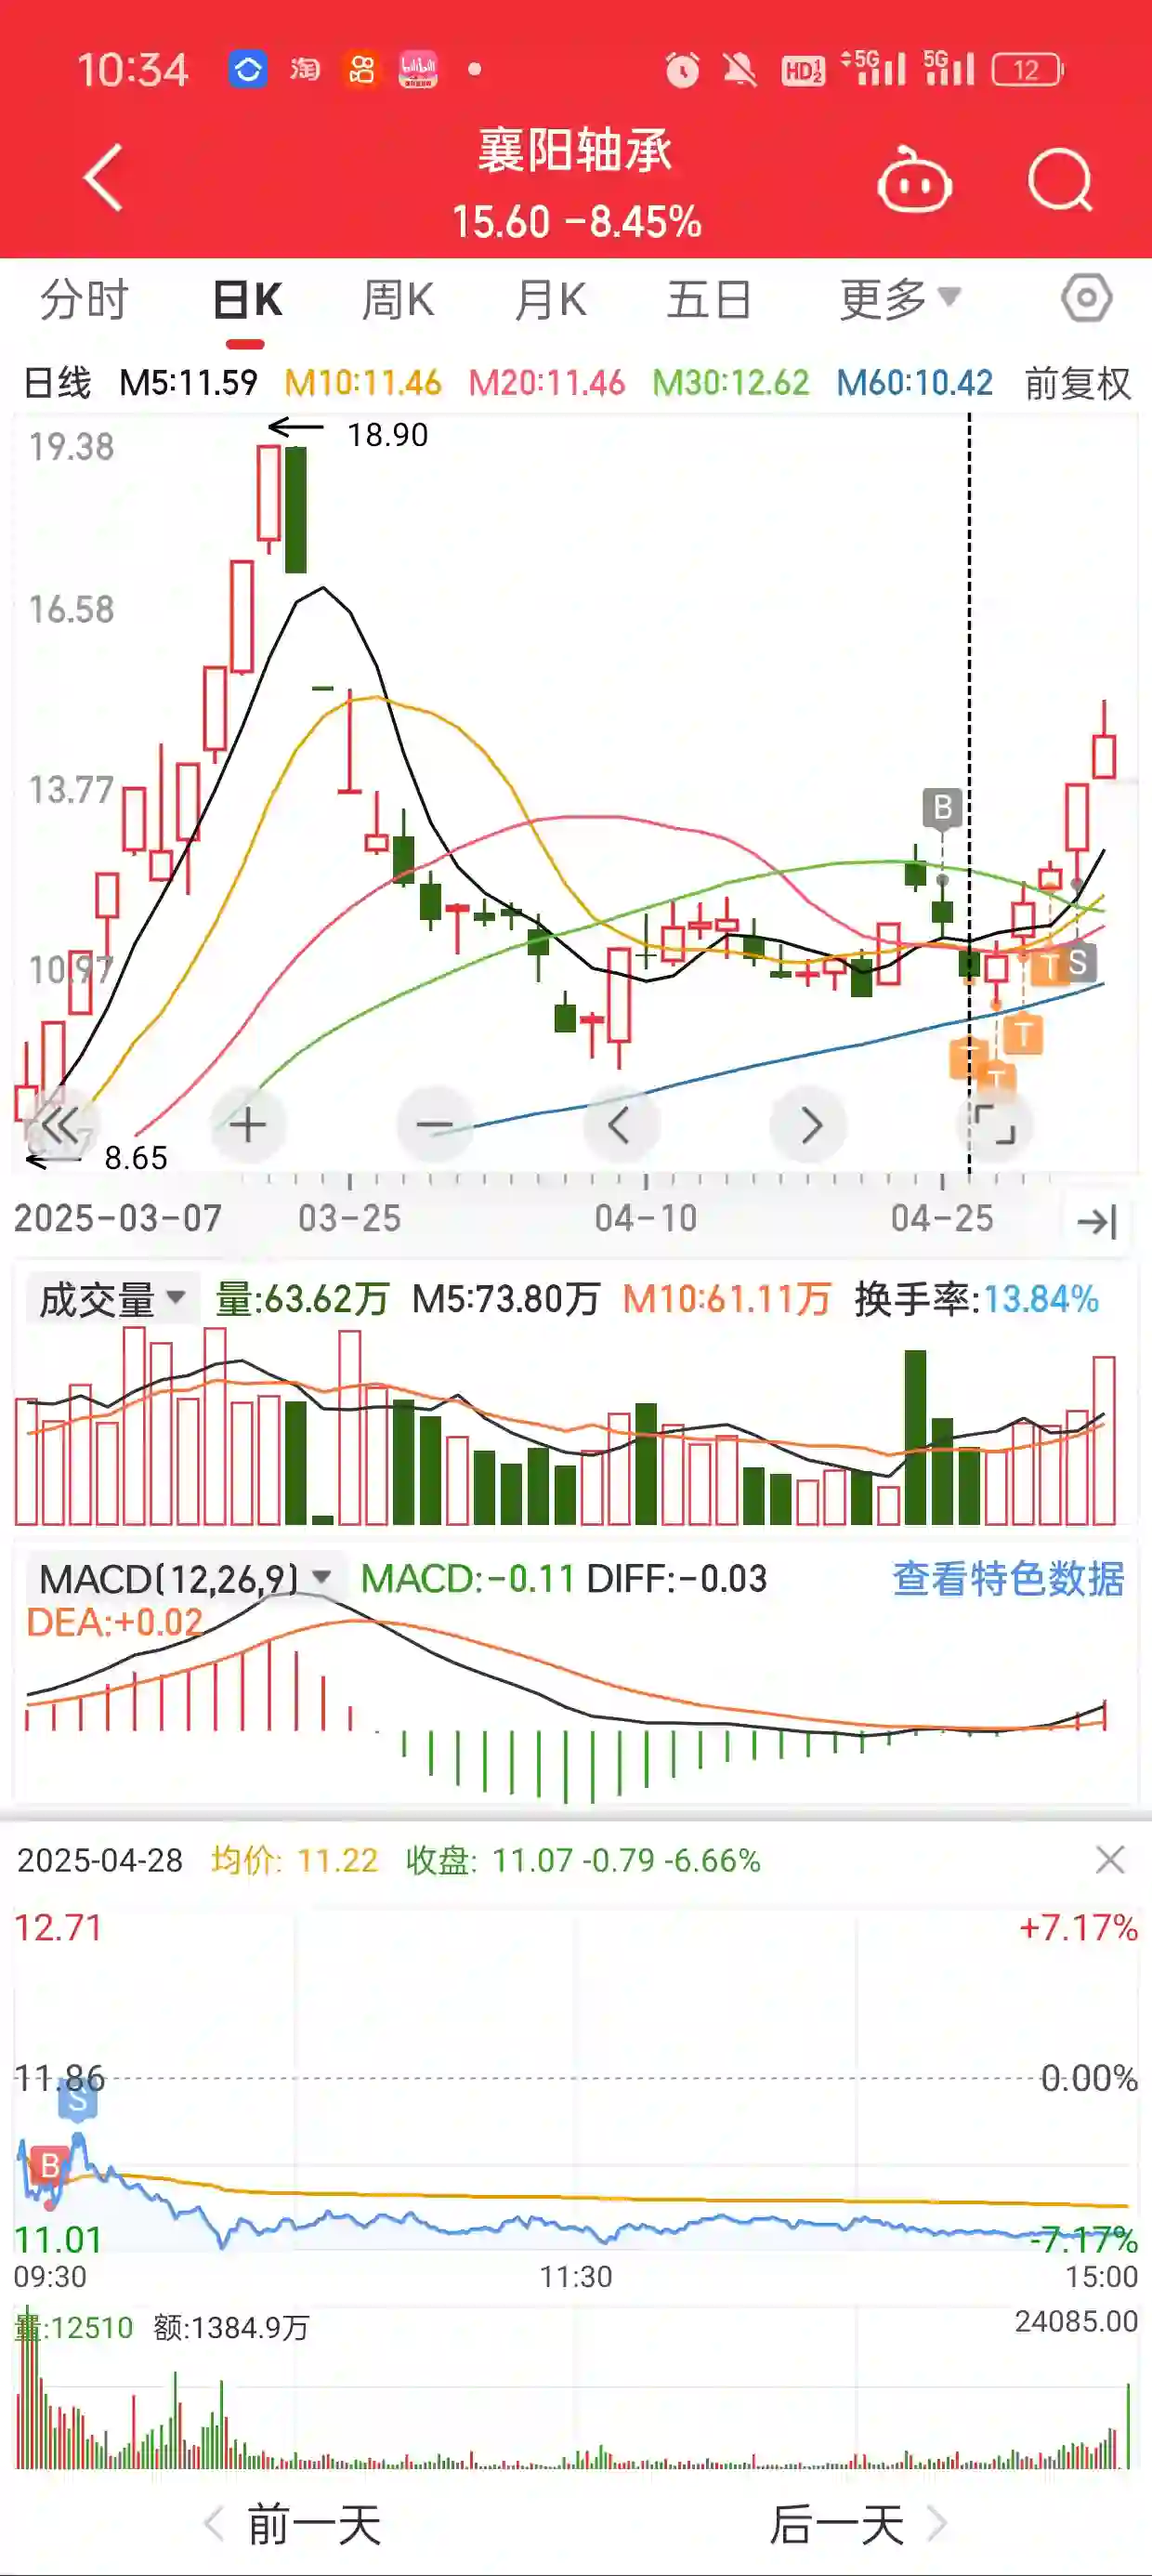 10:34 淘 bilibili HD 1 2 5G 5G 12
襄阳轴承
15.60 -8.45%
分时 日K 周K 月K 五日 更多
日线 M5:11.59 M10:11.46 M20:11.46 M30:12.62 M60:10.42 前复权
18.90
19.38
16.58
13.77
B
10.97
T S
T
T
T
8.65
2025-03-07 03-25 04-10 04-25
成交量 量:63.62万 M5:73.80万 M10:61.11万 换手率:13.84%
MACD(12,26,9) MACD:-0.11 DIFF:-0.03 查看特色数据
DEA:+0.02
2025-04-28 均价: 11.22 收盘: 11.07 -0.79 -6.66%
12.71 +7.17%
11.86 0.00%
S
B
11.01 -7.17%
09:30 11:30 15:00
量:12510 额:1384.9万 24085.00
前一天 后一天